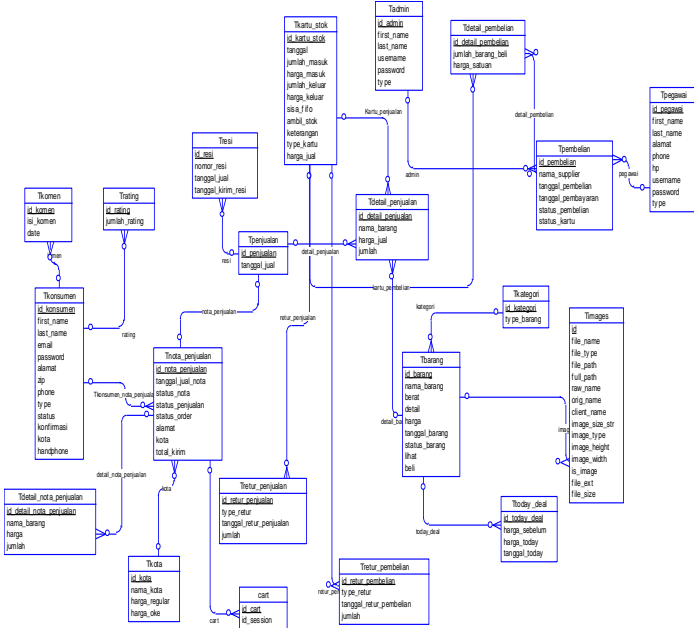 Tkartu_stok
id_kartu_stok
tanggal
jumlah_masuk
harga_masuk
jumlah_keluar
harga_keluar
sisa_fifo
ambil_stok
keterangan
type_kartu
harga_jual
Tadmin
id_admin
first_name
last_name
username
password
type
Tdetail_pembelian
id_detail_pembelian
jumlah_barang_beli
harga_satuan
Tpegawai
id_pegawai
first_name
last_name
alamat
phone
hp
username
password
type
detail_pembelian
Kartu_penjualan
Tresi
id_resi
nomor_resi
tanggal_jual
tanggal_kirim_resi
Tpembelian
id_pembelian
nama_supplier
tanggal_pembelian
tanggal_pembayaran
status_pembelian
status_kartu
admin
pegawai
Tkomen
id_komen
isi_komen
date
Trating
id_rating
jumlah_rating
Tdetail_penjualan
id_detail_penjualan
nama_barang
harga_jual
jumlah
Tpenjualan
id_penjualan
tanggal_jual
resi
detail_penjualan
kartu_pembelian
Tkonsumen
id_konsumen
first_name
last_name
email
password
alamat
zip
phone
type
status
konfirmasi
kota
handphone
rating
nota_penjualan
retur_penjualan
kategori
Tkategori
id_kategori
type_barang
Timages
id
file_name
file_type
file_path
full_path
raw_name
orig_name
client_name
image_size_str
image_type
image_height
image_width
is_image
file_ext
file_size
Tnota_penjualan
id_nota_penjualan
tanggal_jual_nota
status_nota
status_penjualan
status_order
alamat
kota
total_kirim
Tkonsumen_nota_penjuala
Tbarang
id_barang
nama_barang
berat
detail
harga
tanggal_barang
status_barang
lihat
beli
detail_ba
imag
detail_nota_penjualan
kota
Tdetail_nota_penjualan
id_detail_nota_penjualan
nama_barang
harga
jumlah
Tretur_penjualan
id_retur_penjualan
type_retur
tanggal_retur_penjualan
jumlah
today_deal
Ttoday_deal
id_today_deal
harga_sebelum
harga_today
tanggal_today
Tkota
id_kota
nama_kota
harga_regular
harga_oke
cart
cart
id_cart
id_session
retur_pe
Tretur_pembelian
id_retur_pembelian
type_retur
tanggal_retur_pembelian
jumlah